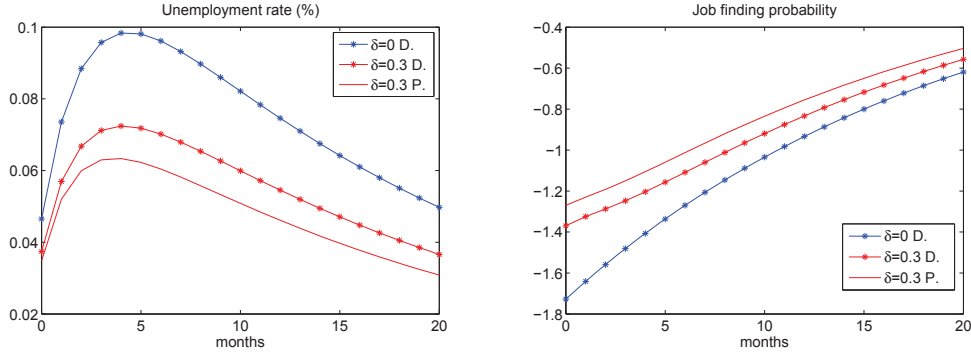 Unemployment rate (%)
0.1
0.08
0.06
0.04
0.02
0
5
10
15
20
months
δ=0 D.
δ=0.3 D.
δ=0.3 P.
Job finding probability
−0.4
−0.6
−0.8
−1
−1.2
−1.4
−1.6
−1.8
0
5
10
15
20
months
δ=0 D.
δ=0.3 D.
δ=0.3 P.